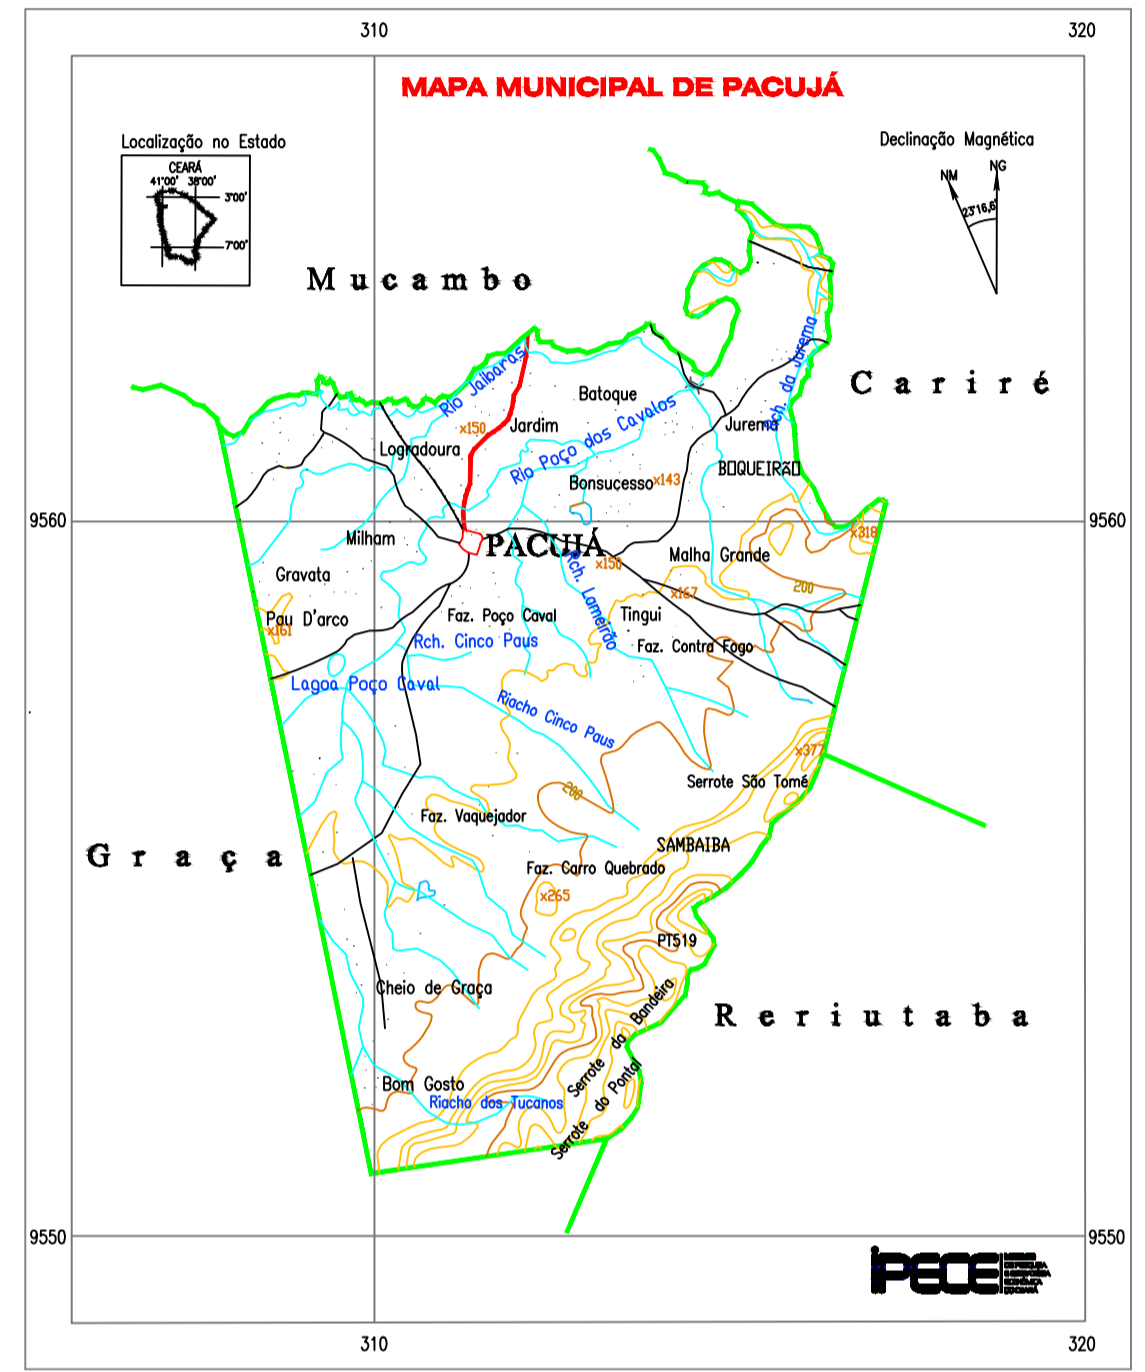 310
320
MAPA MUNICIPAL DE PACUJÁ
Localização no Estado
CEARÁ
41°00'
38°00'
3°00'
7°00'
Declinação Magnética
NM
NG
23°16,6'
Mucambo
Cariré
Rio Jaibaras
Rch. da Jurema
Batoque
x150
Jardim
Rio Poço dos Cavalos
Jurema
Logradoura
B▯QUEIRÃ▯
Bonsucesso
x143
9560
9560
x318
Milham
PACUJÁ
Malha Grande
x150
Rch. Lameirão
Gravata
x167
200
Pau D'arco
x161
Faz. Poço Caval
Tingui
Rch. Cinco Paus
Faz. Contra Fogo
Lagoa Poço Caval
Riacho Cinco Paus
x377
Serrote São Tomé
200
Faz. Vaquejador
SAMBAIBA
Graça
Faz. Carro Quebrado
x265
PTS19
Cheio de Graça
Serrote da Bandeira
Reriutaba
Bom Gosto
Riacho dos Tucanos
Serrote do Pontal
9550
9550
IPECE
310
320